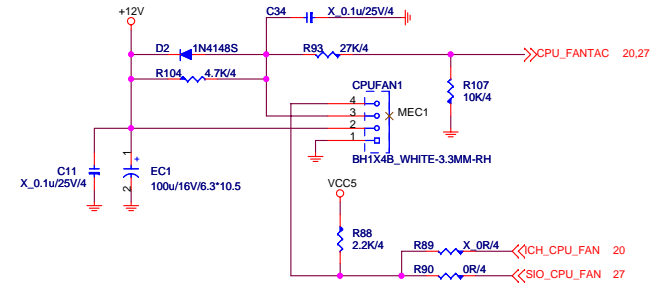 +12V
C34 X_0.1u/25V/4
D2 1N4148S
R93 27K/4
CPU_FANTAC 20,27
R104 4.7K/4
CPUFAN1
R107
10K/4
4
3
2
1
MEC1
BH1X4B_WHITE-3.3MM-RH
C11
X_0.1u/25V/4
1
+
2
EC1
100u/16V/6.3*10.5
VCC5
R88
2.2K/4
R89 X_0R/4
ICH_CPU_FAN 20
R90 0R/4
SIO_CPU_FAN 27